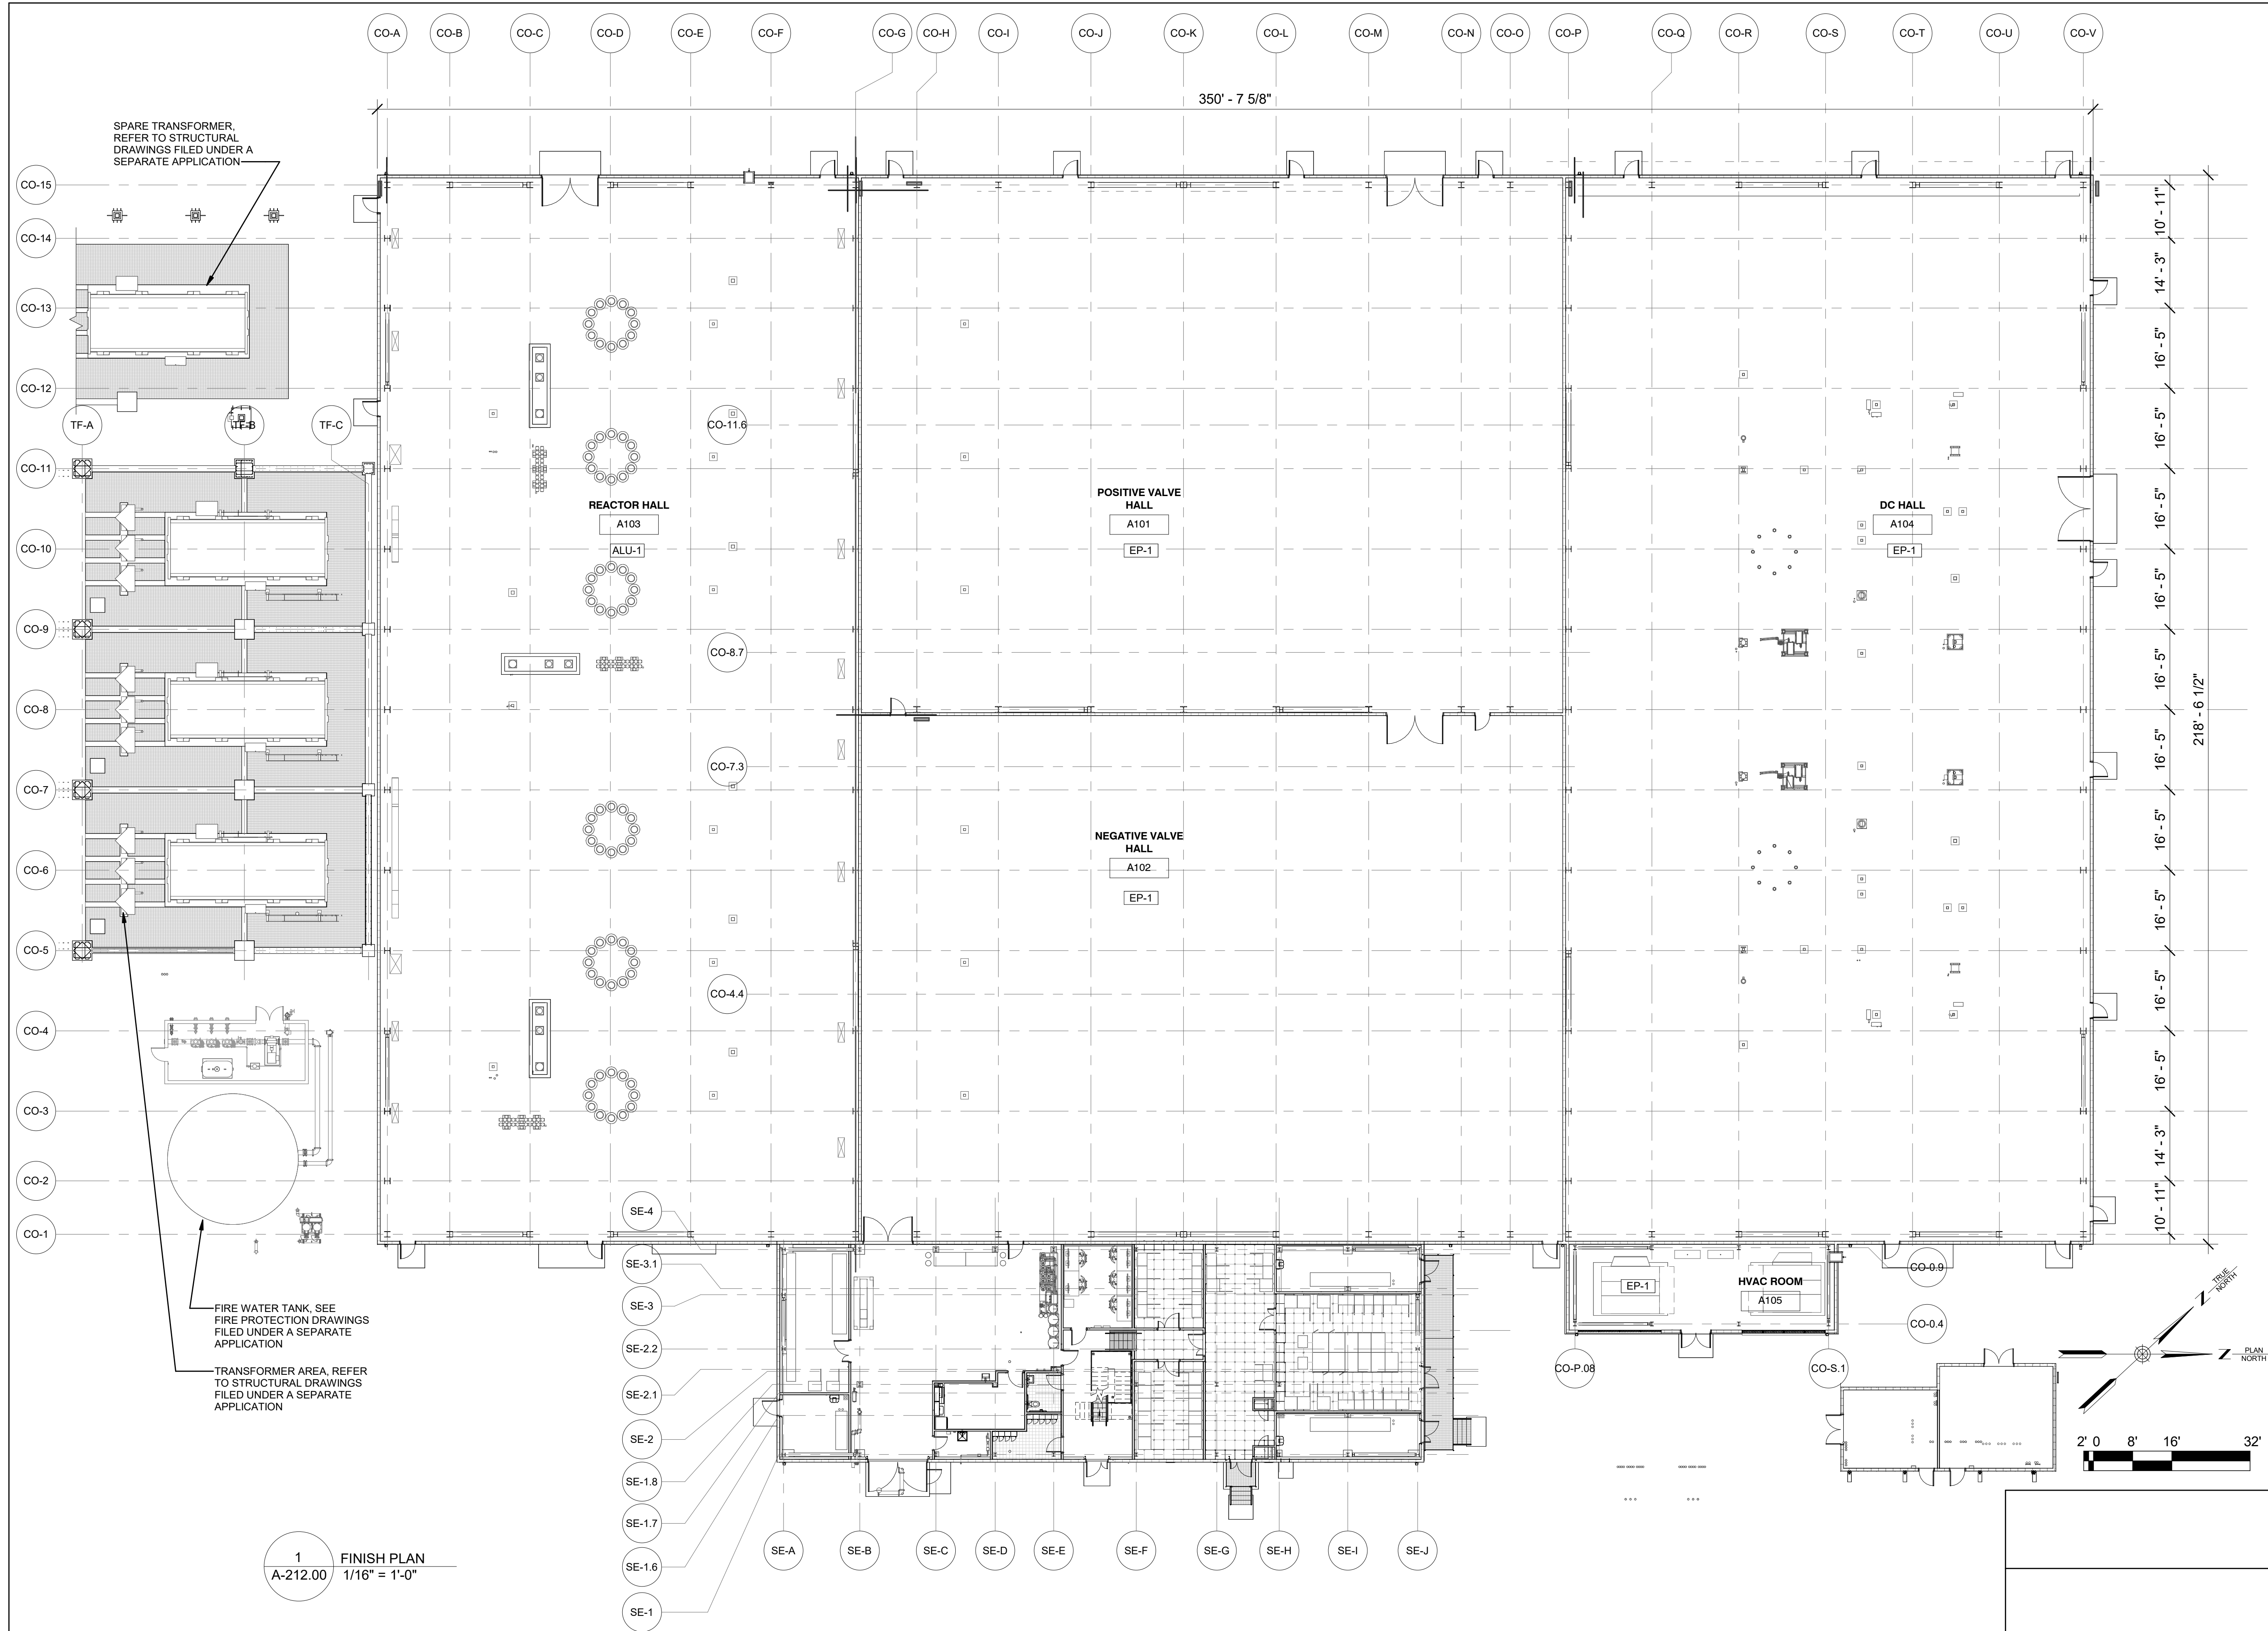 CO-A CO-B CO-C CO-D CO-E CO-F CO-G CO-H CO-I CO-J CO-K CO-L CO-M CO-N CO-O CO-P CO-Q CO-R CO-S CO-T CO-U CO-V
350' - 7 5/8"
SPARE TRANSFORMER,
REFER TO STRUCTURAL
DRAWINGS FILED UNDER A
SEPARATE APPLICATION
CO-15
CO-14
CO-13
CO-12
TF-A TF-B TF-C
CO-11
CO-10
CO-9
CO-8
CO-7
CO-6
CO-5
CO-4
CO-3
CO-2
CO-1
CO-11.6
CO-8.7
CO-7.3
CO-4.4
REACTOR HALL
A103
ALU-1
POSITIVE VALVE
HALL
A101
EP-1
NEGATIVE VALVE
HALL
A102
EP-1
DC HALL
A104
EP-1
10' - 11"
14' - 3"
16' - 5"
16' - 5"
16' - 5"
16' - 5"
16' - 5"
16' - 5"
16' - 5"
16' - 5"
16' - 5"
16' - 5"
16' - 5"
14' - 3"
10' - 11"
218' - 6 1/2"
FIRE WATER TANK, SEE
FIRE PROTECTION DRAWINGS
FILED UNDER A SEPARATE
APPLICATION
TRANSFORMER AREA, REFER
TO STRUCTURAL DRAWINGS
FILED UNDER A SEPARATE
APPLICATION
SE-4
SE-3.1
SE-3
SE-2.2
SE-2.1
SE-2
SE-1.8
SE-1.7
SE-1.6
SE-1
SE-A SE-B SE-C SE-D SE-E SE-F SE-G SE-H SE-I SE-J
EP-1
HVAC ROOM
A105
CO-0.9
CO-0.4
CO-P.08
CO-S.1
TRUE
NORTH
PLAN
NORTH
2' 0 8' 16' 32'
1
A-212.00
FINISH PLAN
1/16" = 1'-0"